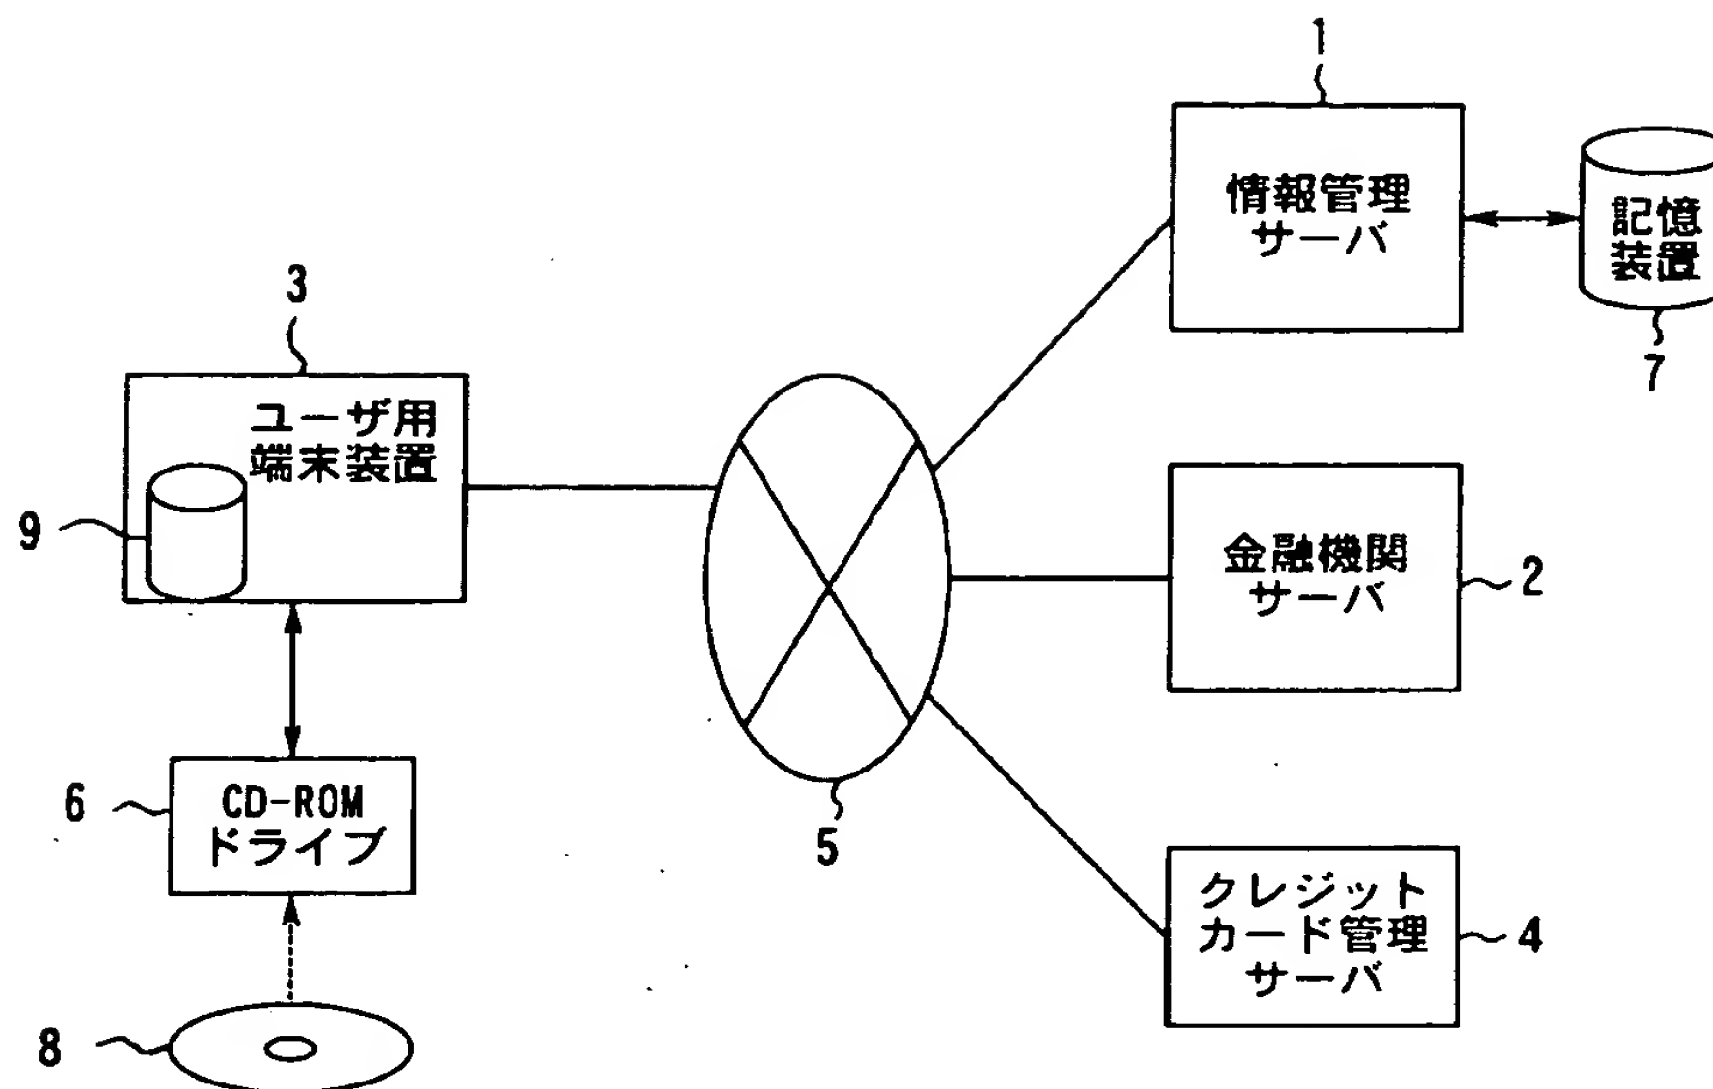 1
情報管理
サーバ
記憶
装置
7
3
ユーザ用
端末装置
9
金融機関
サーバ
2
6
CD-ROM
ドライブ
5
クレジット
カード管理
サーバ
4
8